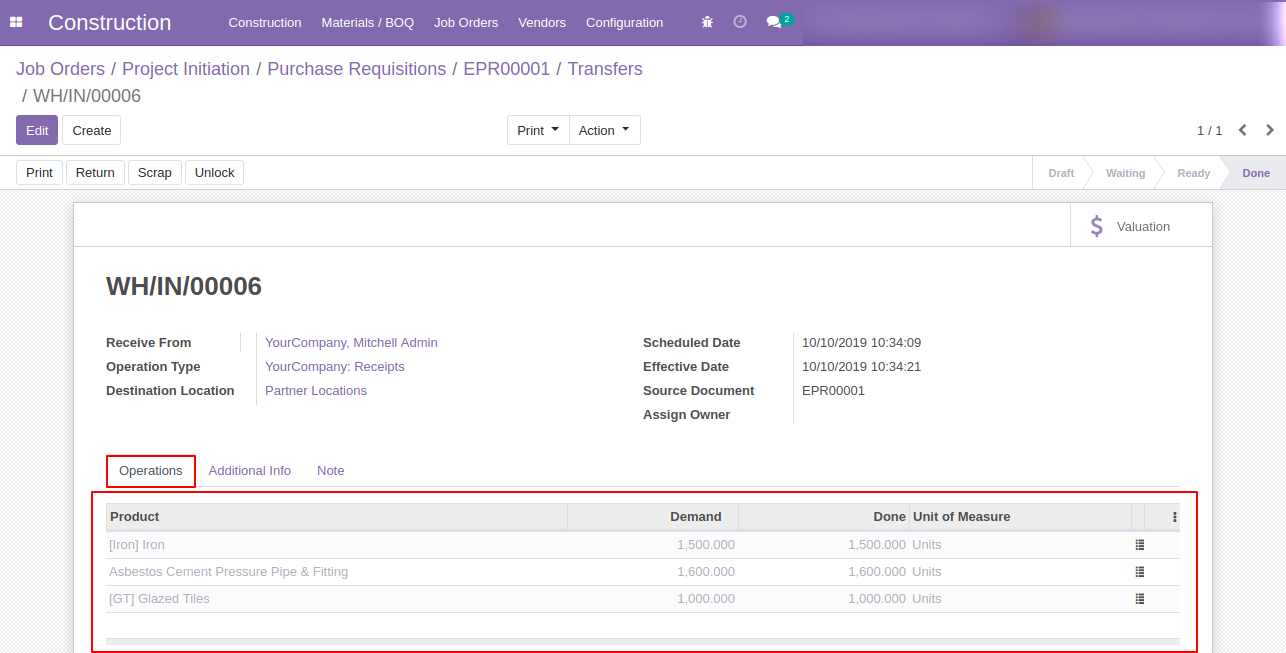 Construction Construction Materials / BOQ Job Orders Vendors Configuration 2
Job Orders / Project Initiation / Purchase Requisitions / EPR00001 / Transfers
/ WH/IN/00006
Edit Create Print Action 1 / 1
Print Return Scrap Unlock Draft Waiting Ready Done
$ Valuation
WH/IN/00006
Receive From YourCompany, Mitchell Admin Scheduled Date 10/10/2019 10:34:09
Operation Type YourCompany: Receipts Effective Date 10/10/2019 10:34:21
Destination Location Partner Locations Source Document EPR00001
Assign Owner
Operations Additional Info Note
Product Demand Done Unit of Measure
[Iron] Iron 1,500.000 1,500.000 Units
Asbestos Cement Pressure Pipe & Fitting 1,600.000 1,600.000 Units
[GT] Glazed Tiles 1,000.000 1,000.000 Units